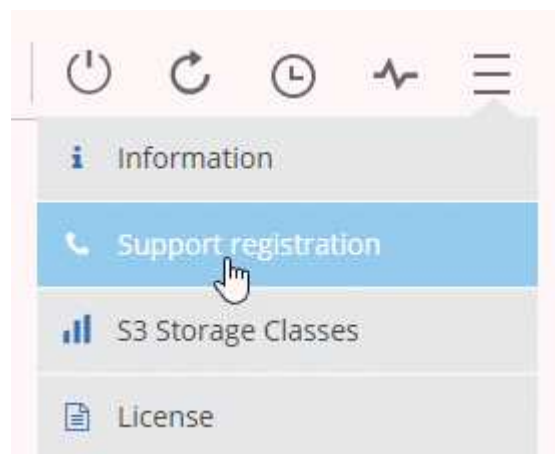 Information
Support registration
S3 Storage Classes
License